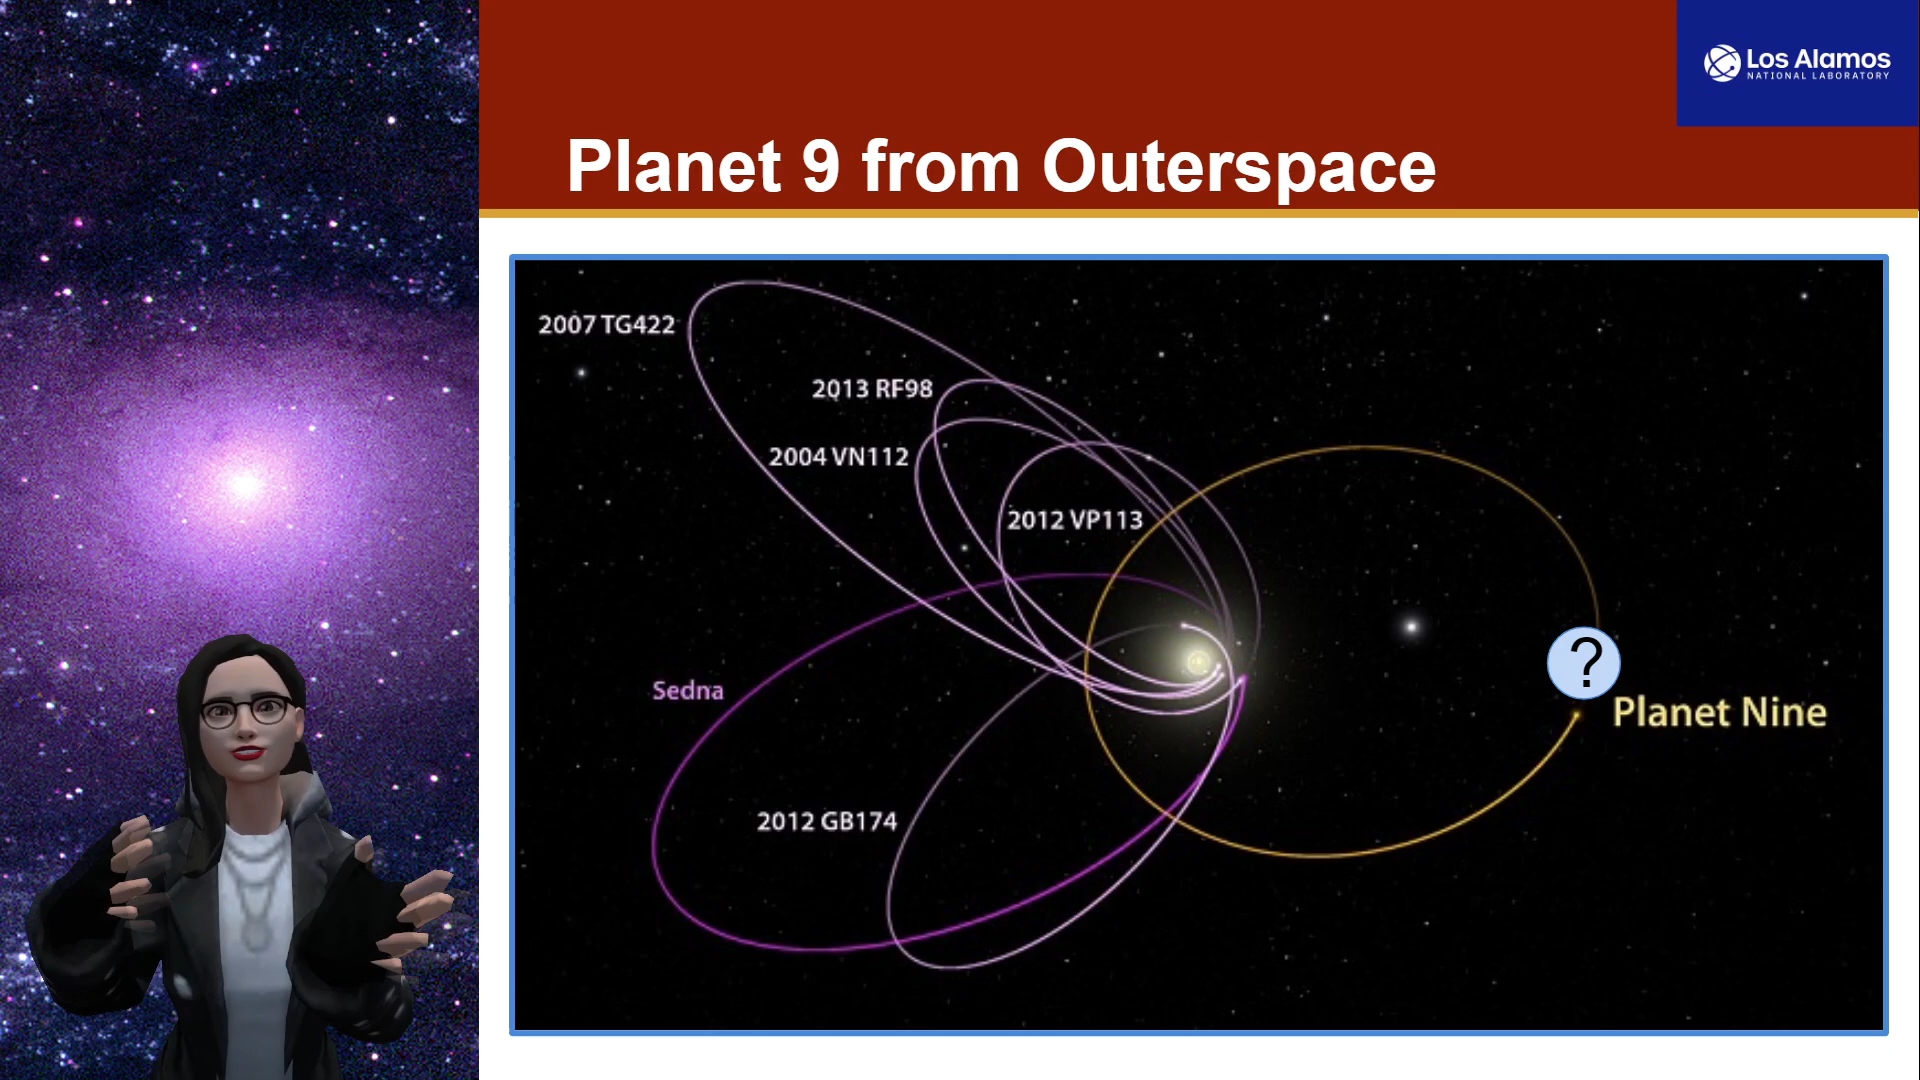 Los Alamos
NATIONAL LABORATORY
Planet 9 from Outerspace
2007 TG422
2013 RF98
2004 VN112
2012 VP113
?
Sedna
Planet Nine
2012 GB174